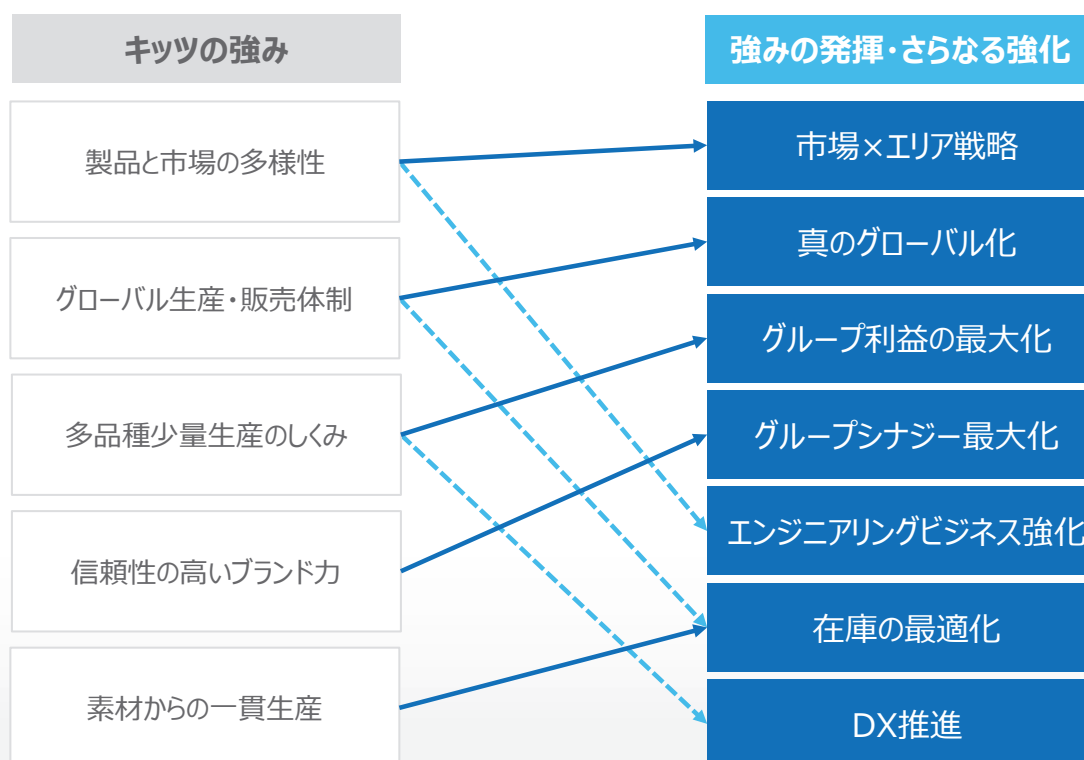 キッツの強み
製品と市場の多様性
グローバル生産・販売体制
多品種少量生産のしくみ
信頼性の高いブランド力
素材からの一貫生産
強みの発揮・さらなる強化
市場×エリア戦略
真のグローバル化
グループ利益の最大化
グループシナジー最大化
エンジニアリングビジネス強化
在庫の最適化
DX推進